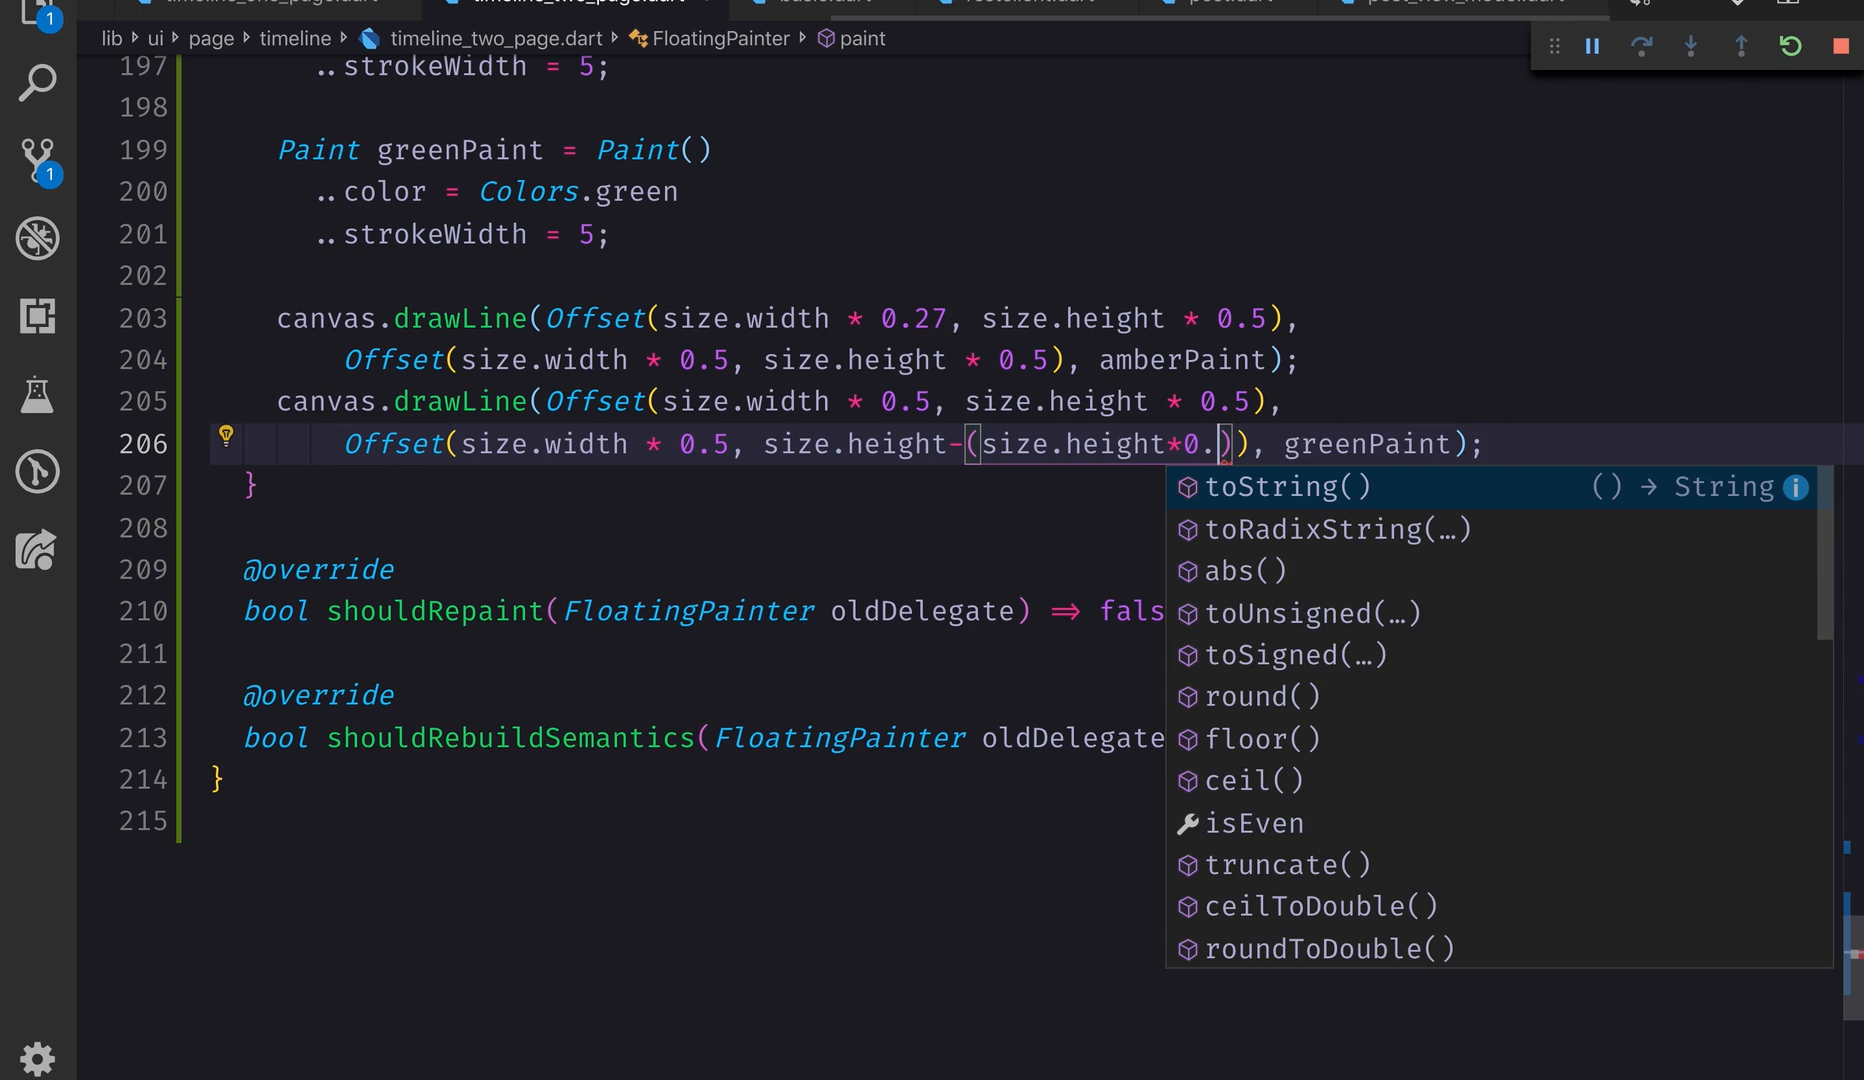 1
lib ui page timeline timeline_two_page.dart FloatingPainter paint
197 ..strokeWidth = 5;
198
199 Paint greenPaint = Paint()
1
200 ..color = Colors.green
201 ..strokeWidth = 5;
202
203 canvas.drawLine(Offset(size.width * 0.27, size.height * 0.5),
204 Offset(size.width * 0.5, size.height * 0.5), amberPaint);
205 canvas.drawLine(Offset(size.width * 0.5, size.height * 0.5),
206 Offset(size.width * 0.5, size.height-(size.height*0.)), greenPaint);
207 }
toString() () → String
208
toRadixString(…)
209 @override
abs()
210 bool shouldRepaint(FloatingPainter oldDelegate) => fals
toUnsigned(…)
211
toSigned(…)
212 @override
round()
213 bool shouldRebuildSemantics(FloatingPainter oldDelegate
floor()
214 }
ceil()
215
isEven
truncate()
ceilToDouble()
roundToDouble()